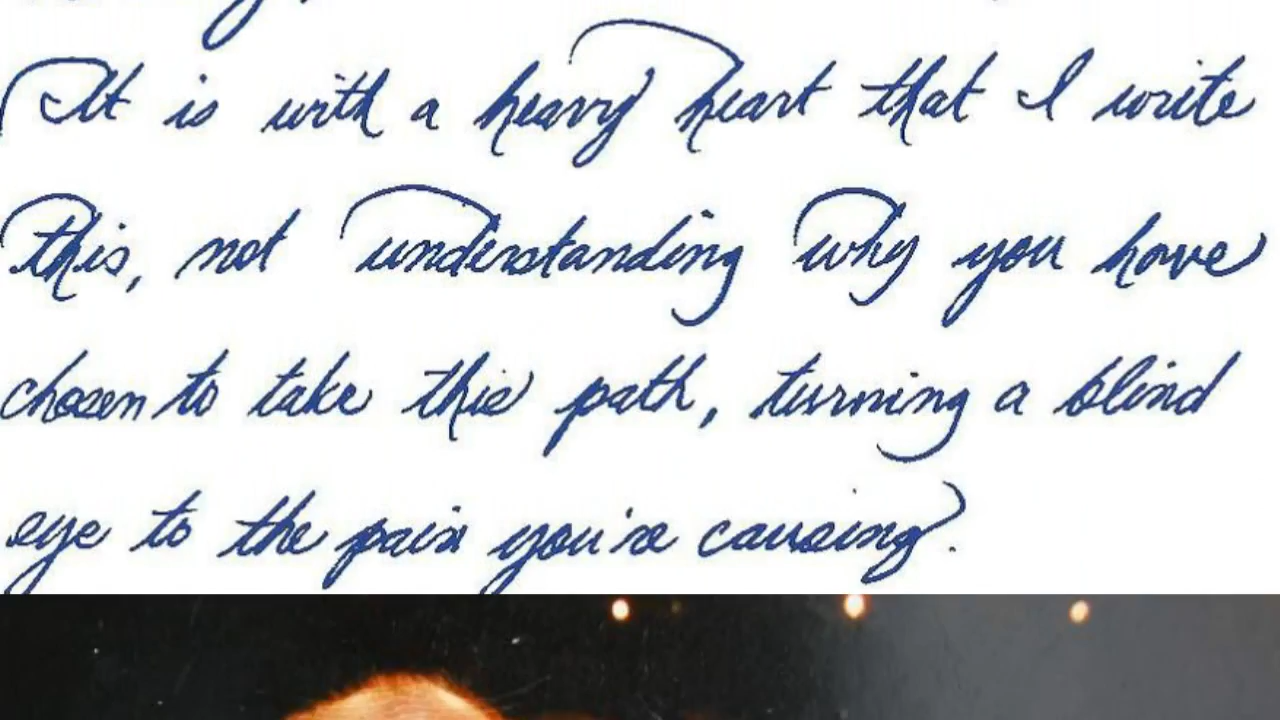 It is with a heavy heart that I write
this, not understanding why you have
chosen to take this path, turning a blind
eye to the pain you're causing.